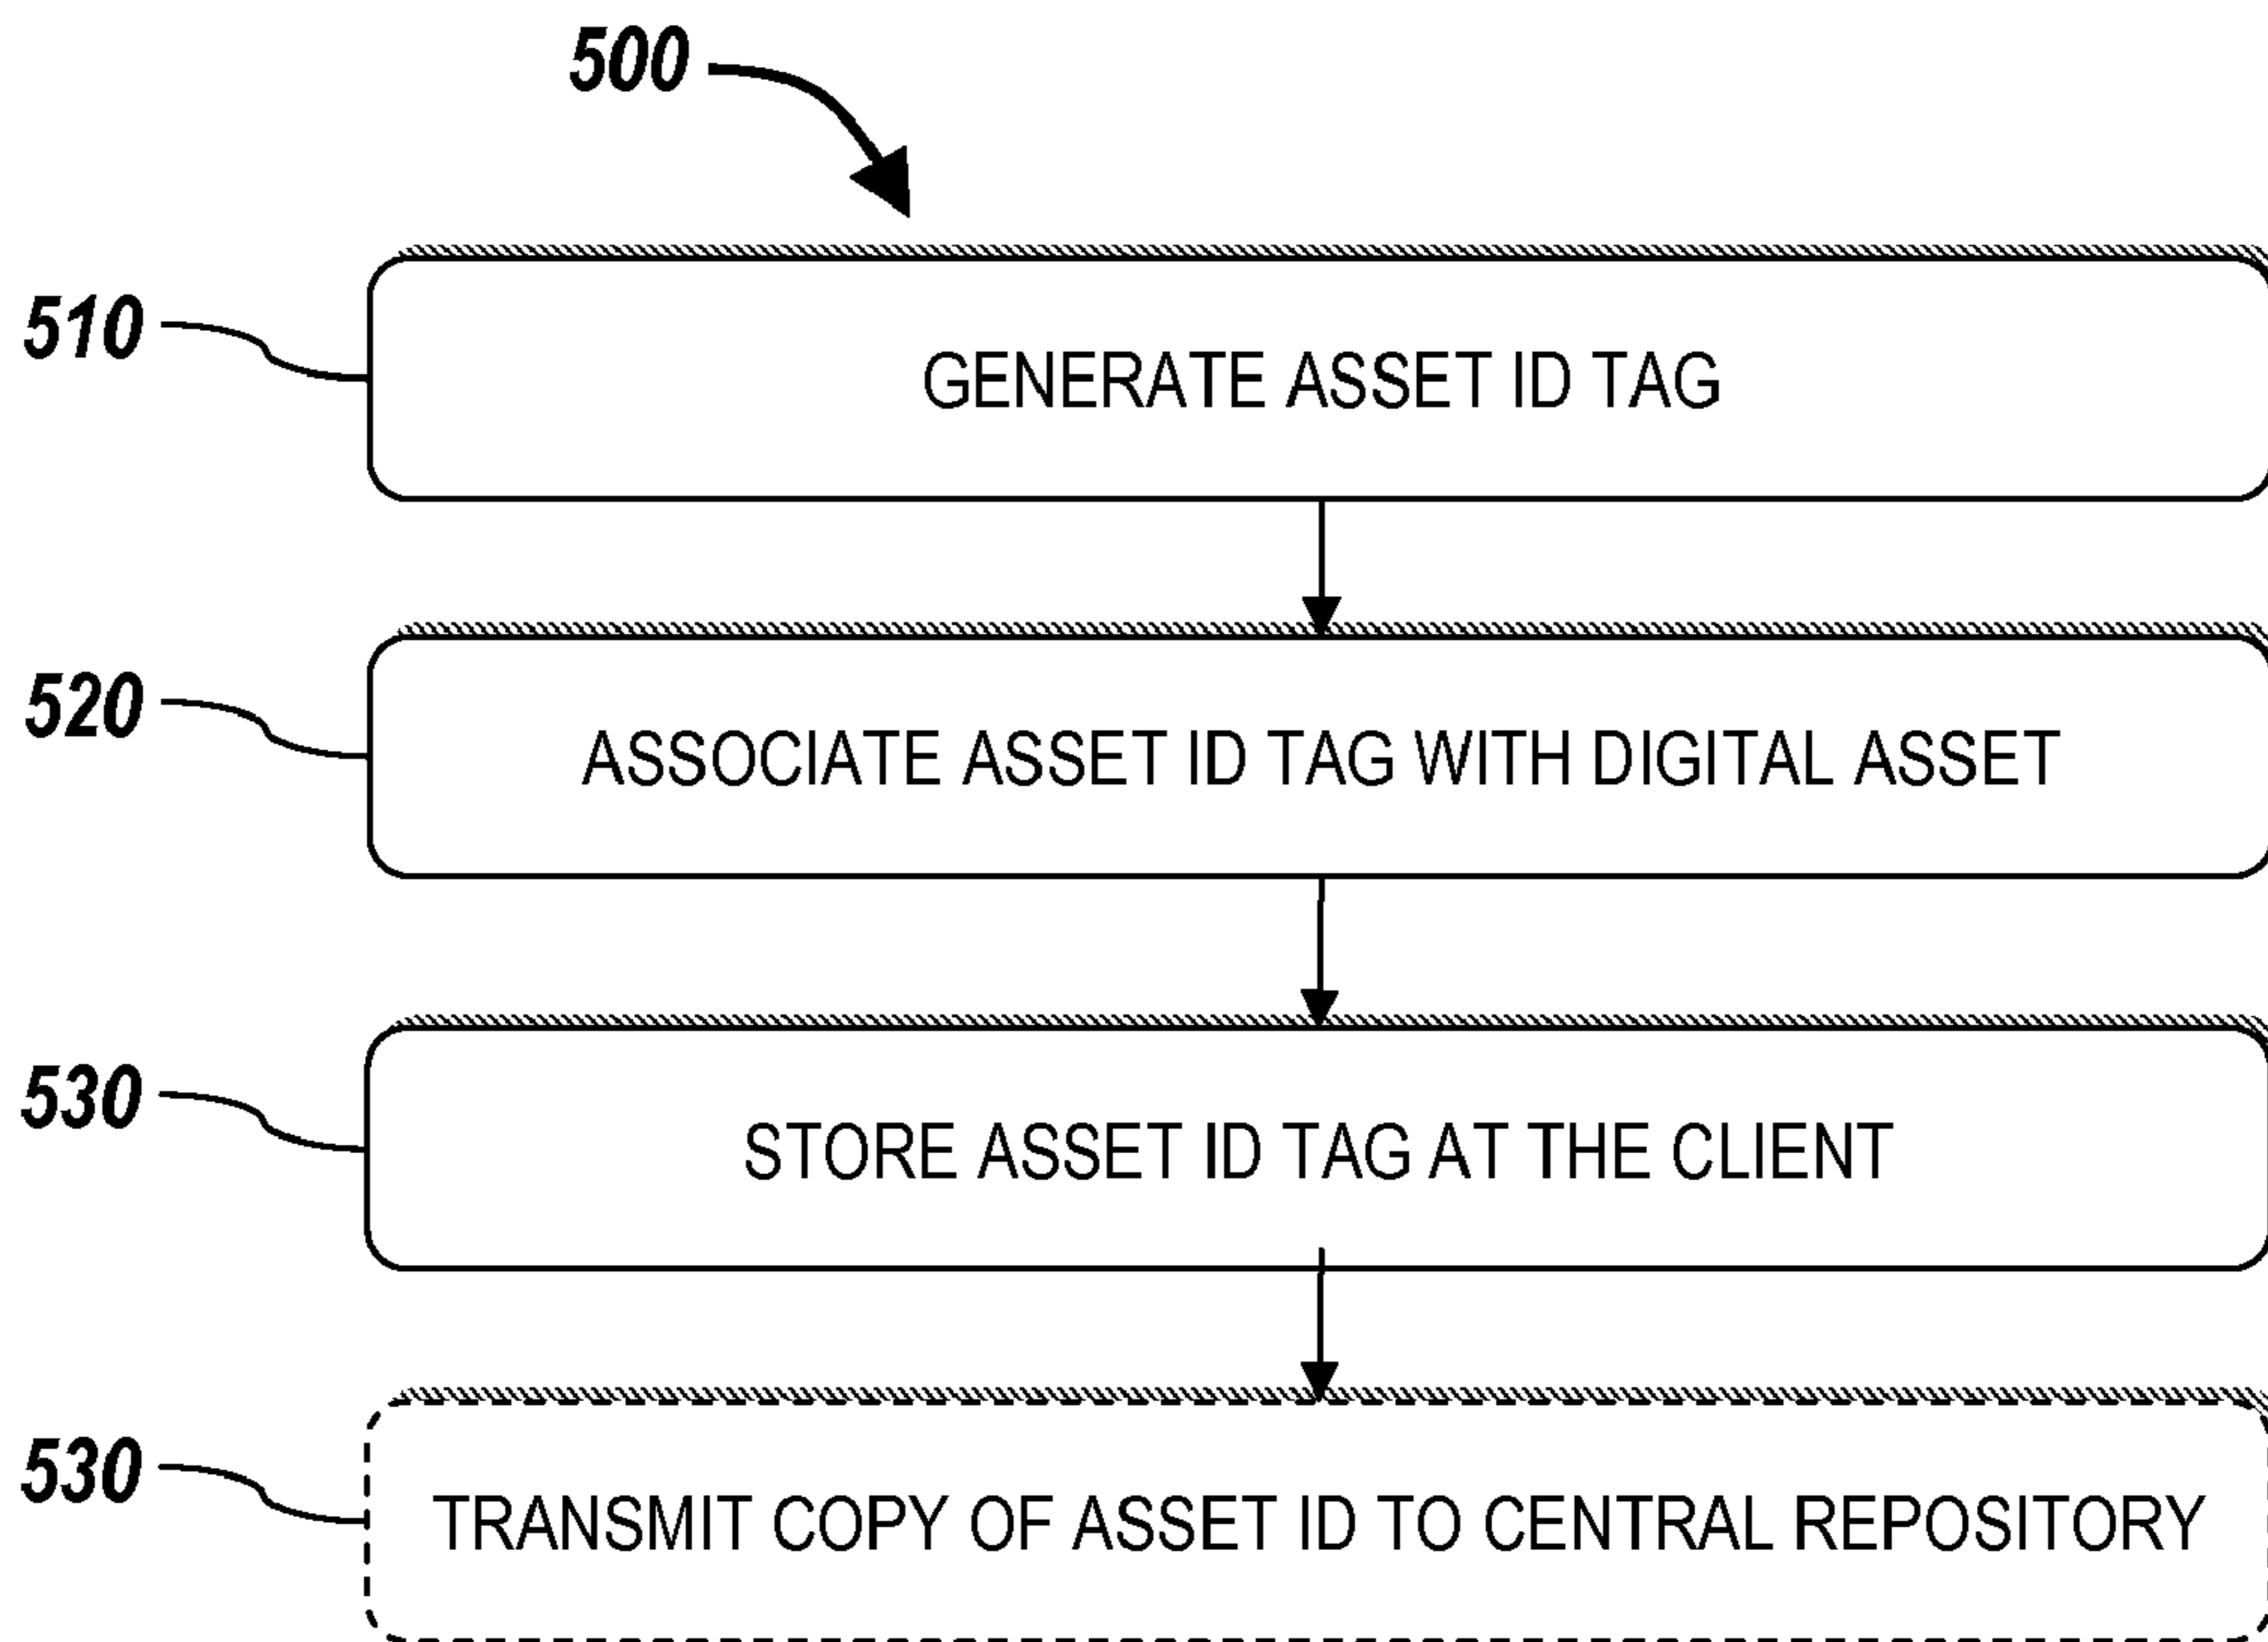 500
510
GENERATE ASSET ID TAG
520
ASSOCIATE ASSET ID TAG WITH DIGITAL ASSET
530
STORE ASSET ID TAG AT THE CLIENT
530
TRANSMIT COPY OF ASSET ID TO CENTRAL REPOSITORY